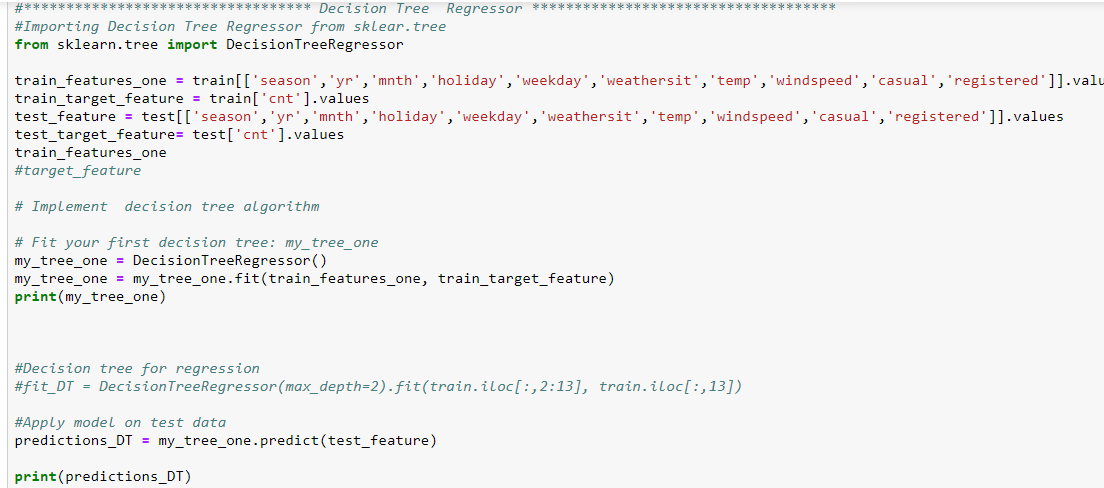 #********************************** Decision Tree  Regressor ************************************
#Importing Decision Tree Regressor from sklear.tree
from sklearn.tree import DecisionTreeRegressor
train_features_one = train[['season','yr','mnth','holiday','weekday','weathersit','temp','windspeed','casual','registered']].valu
train_target_feature = train['cnt'].values
test_feature = test[['season','yr','mnth','holiday','weekday','weathersit','temp','windspeed','casual','registered']].values
test_target_feature= test['cnt'].values
train_features_one
#target_feature
# Implement  decision tree algorithm
# Fit your first decision tree: my_tree_one
my_tree_one = DecisionTreeRegressor()
my_tree_one = my_tree_one.fit(train_features_one, train_target_feature)
print(my_tree_one)
#Decision tree for regression
#fit_DT = DecisionTreeRegressor(max_depth=2).fit(train.iloc[:,2:13], train.iloc[:,13])
#Apply model on test data
predictions_DT = my_tree_one.predict(test_feature)
print(predictions_DT)